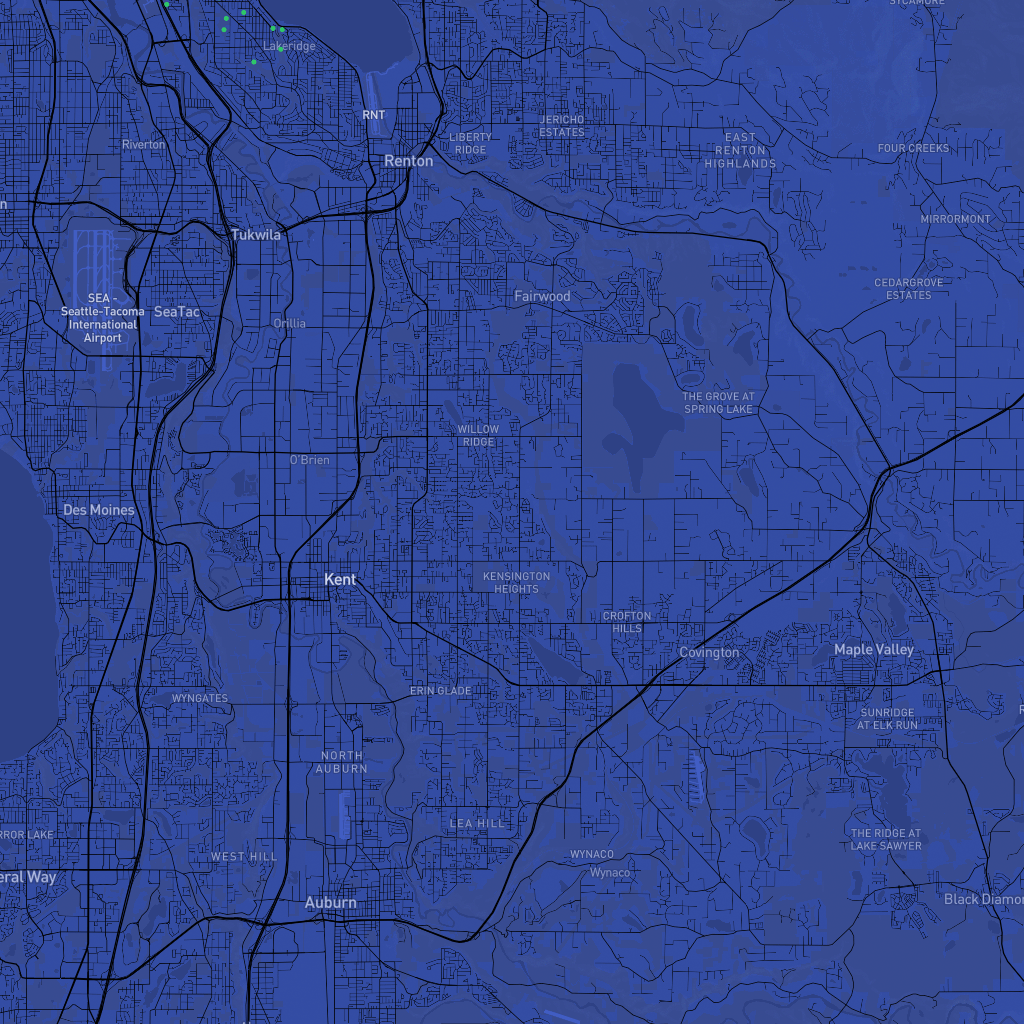 SYCAMORE
Lakeridge
RNT
JERICHO
ESTATES
LIBERTY
RIDGE
EAST
RENTON
HIGHLANDS
Riverton
FOUR CREEKS
Renton
n
MIRRORMONT
Tukwila
CEDARGROVE
ESTATES
SEA -
Seattle-Tacoma
International
Airport
SeaTac
Fairwood
Orillia
THE GROVE AT
SPRING LAKE
WILLOW
RIDGE
O'Brien
Des Moines
Kent
KENSINGTON
HEIGHTS
CROFTON
HILLS
Covington
Maple Valley
ERIN GLADE
WYNGATES
R
SUNRIDGE
AT ELK RUN
NORTH
AUBURN
LEA HILL
RROR LAKE
THE RIDGE AT
LAKE SAWYER
WEST HILL
WYNACO
Wynaco
eral Way
Auburn
Black Diamon